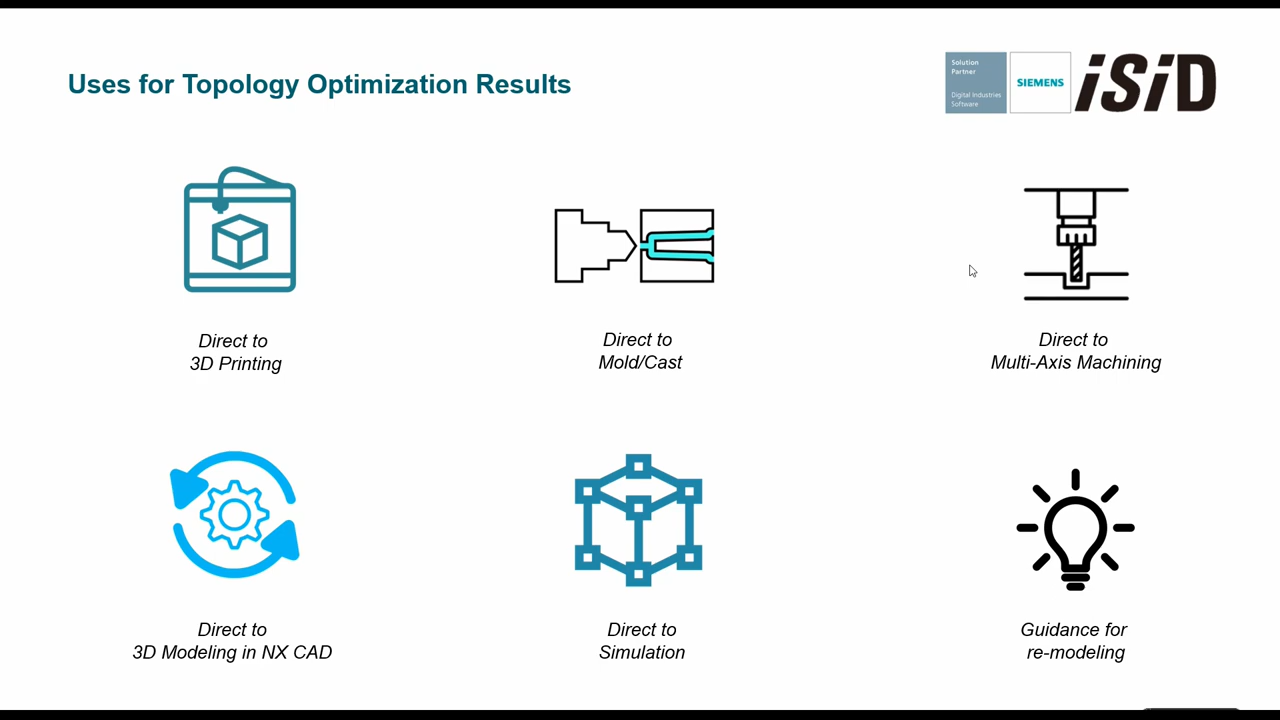 Uses for Topology Optimization Results
Solution
Partner
Digital Industries
Software
SIEMENS
iSiD
Direct to
3D Printing
Direct to
Mold/Cast
Direct to
Multi-Axis Machining
Direct to
3D Modeling in NX CAD
Direct to
Simulation
Guidance for
re-modeling